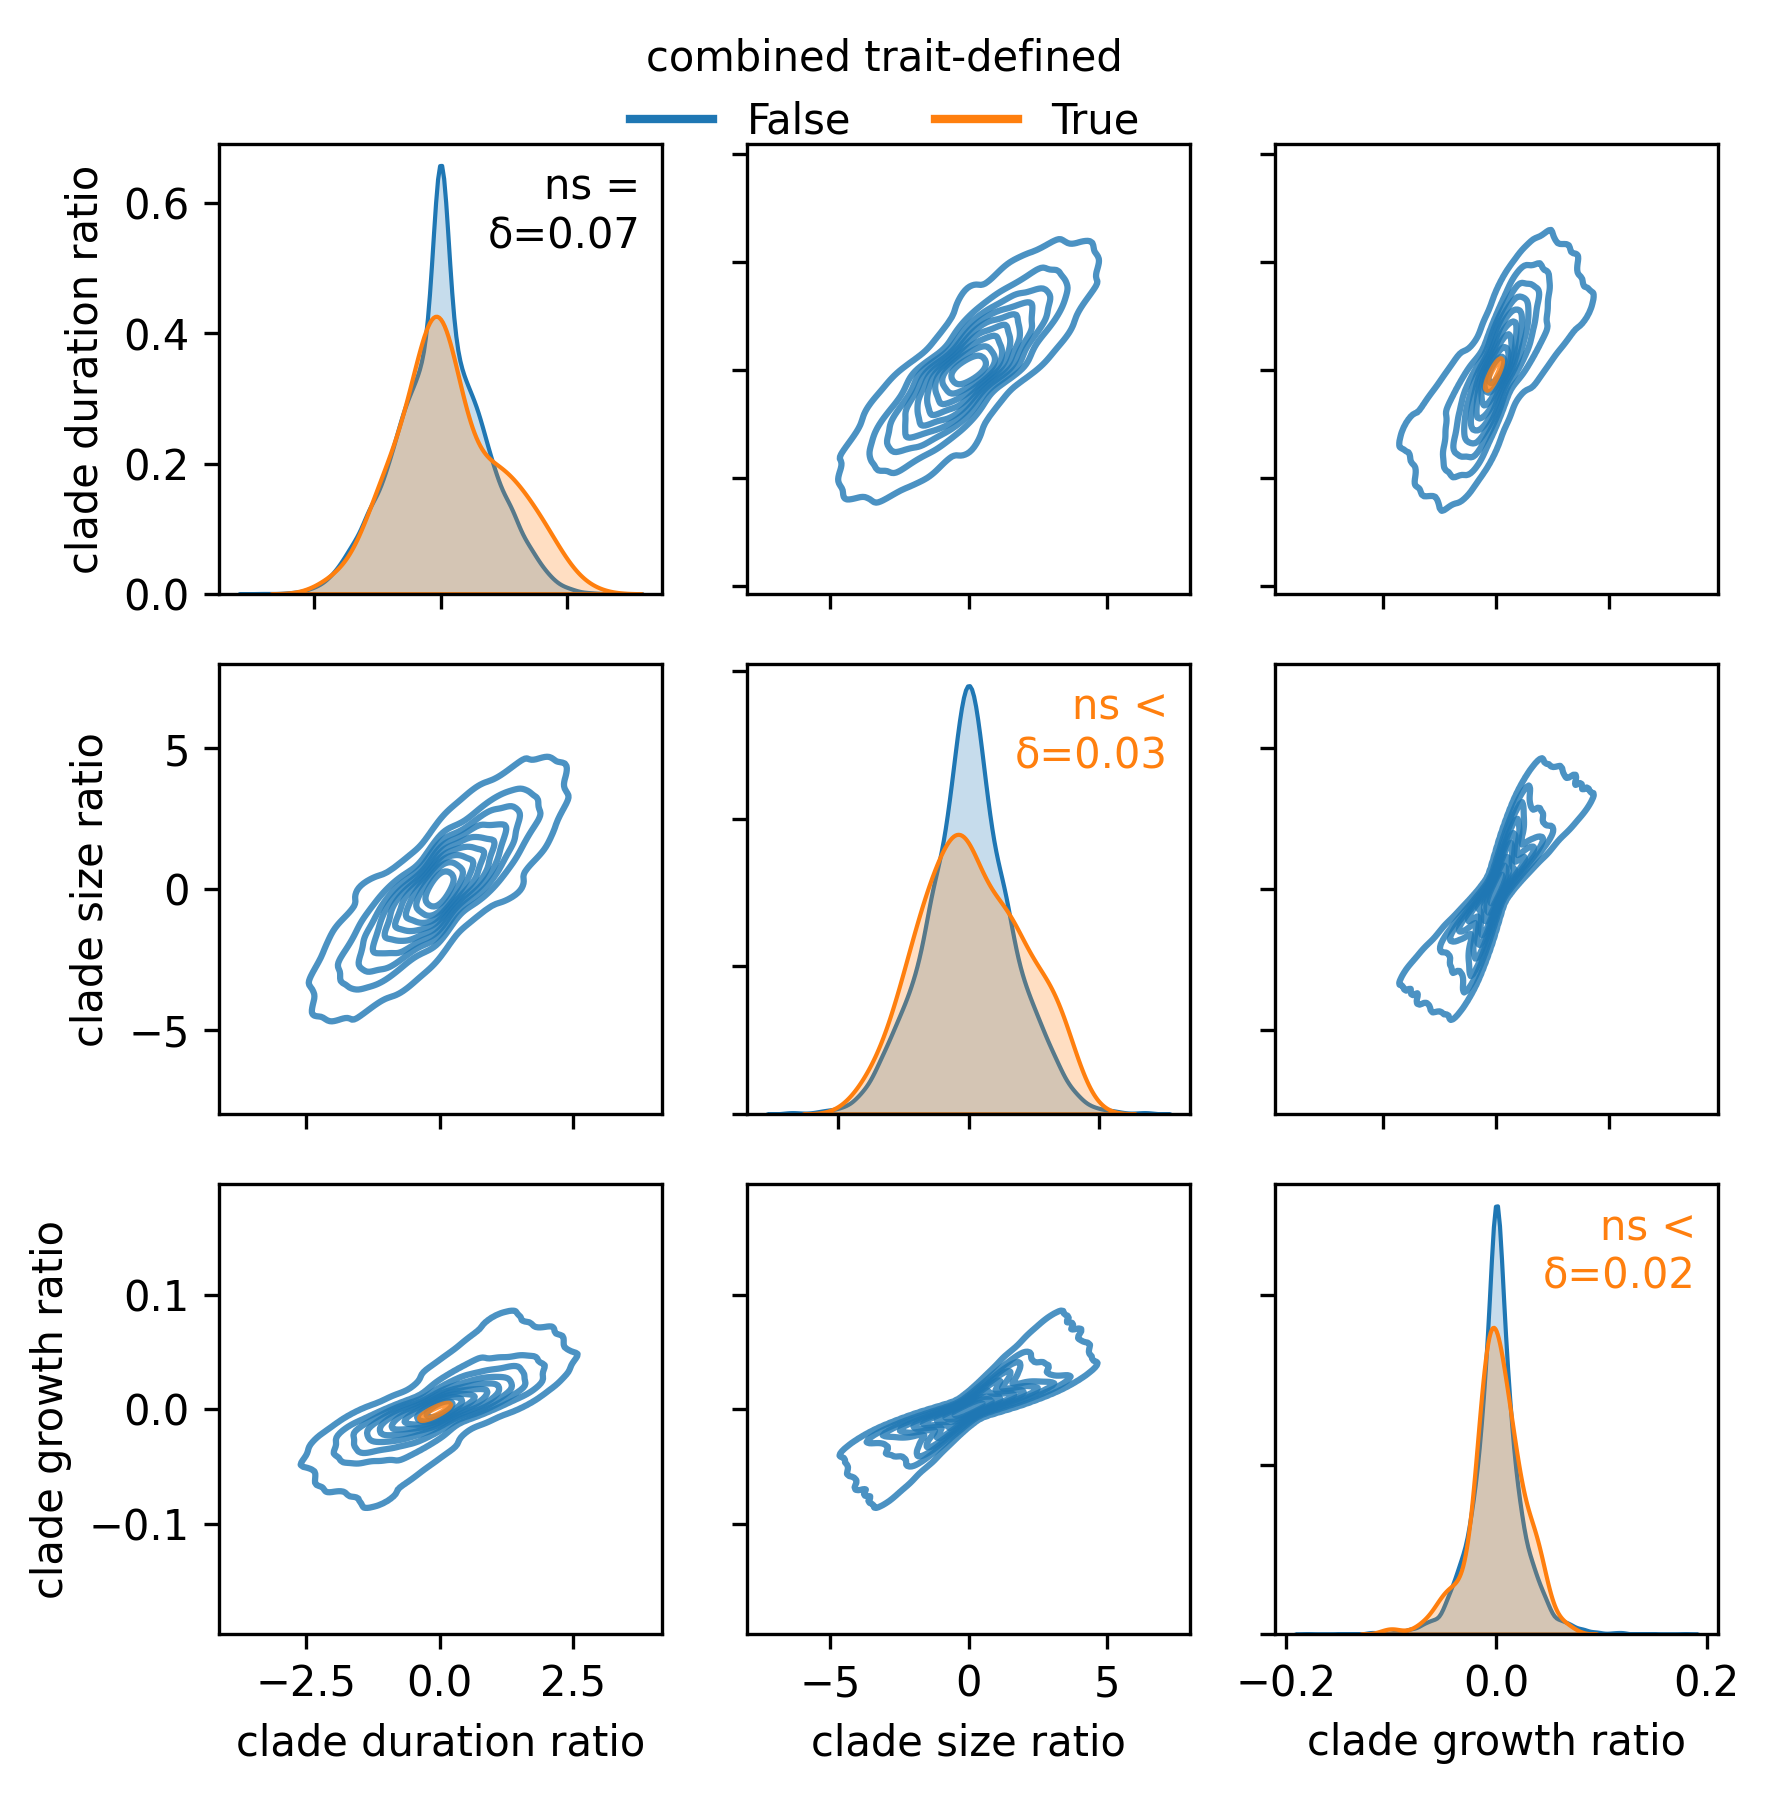 combined trait-defined
False True
clade duration ratio
0.6
0.4
0.2
0.0
ns =
δ=0.07
clade size ratio
5
0
−5
ns <
δ=0.03
clade growth ratio
0.1
0.0
−0.1
ns <
δ=0.02
−2.5 0.0 2.5
clade duration ratio
−5 0 5
clade size ratio
−0.2 0.0 0.2
clade growth ratio